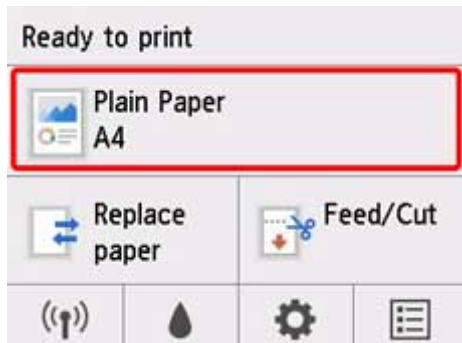 Ready to print
Plain Paper
A4
Replace
paper
Feed/Cut